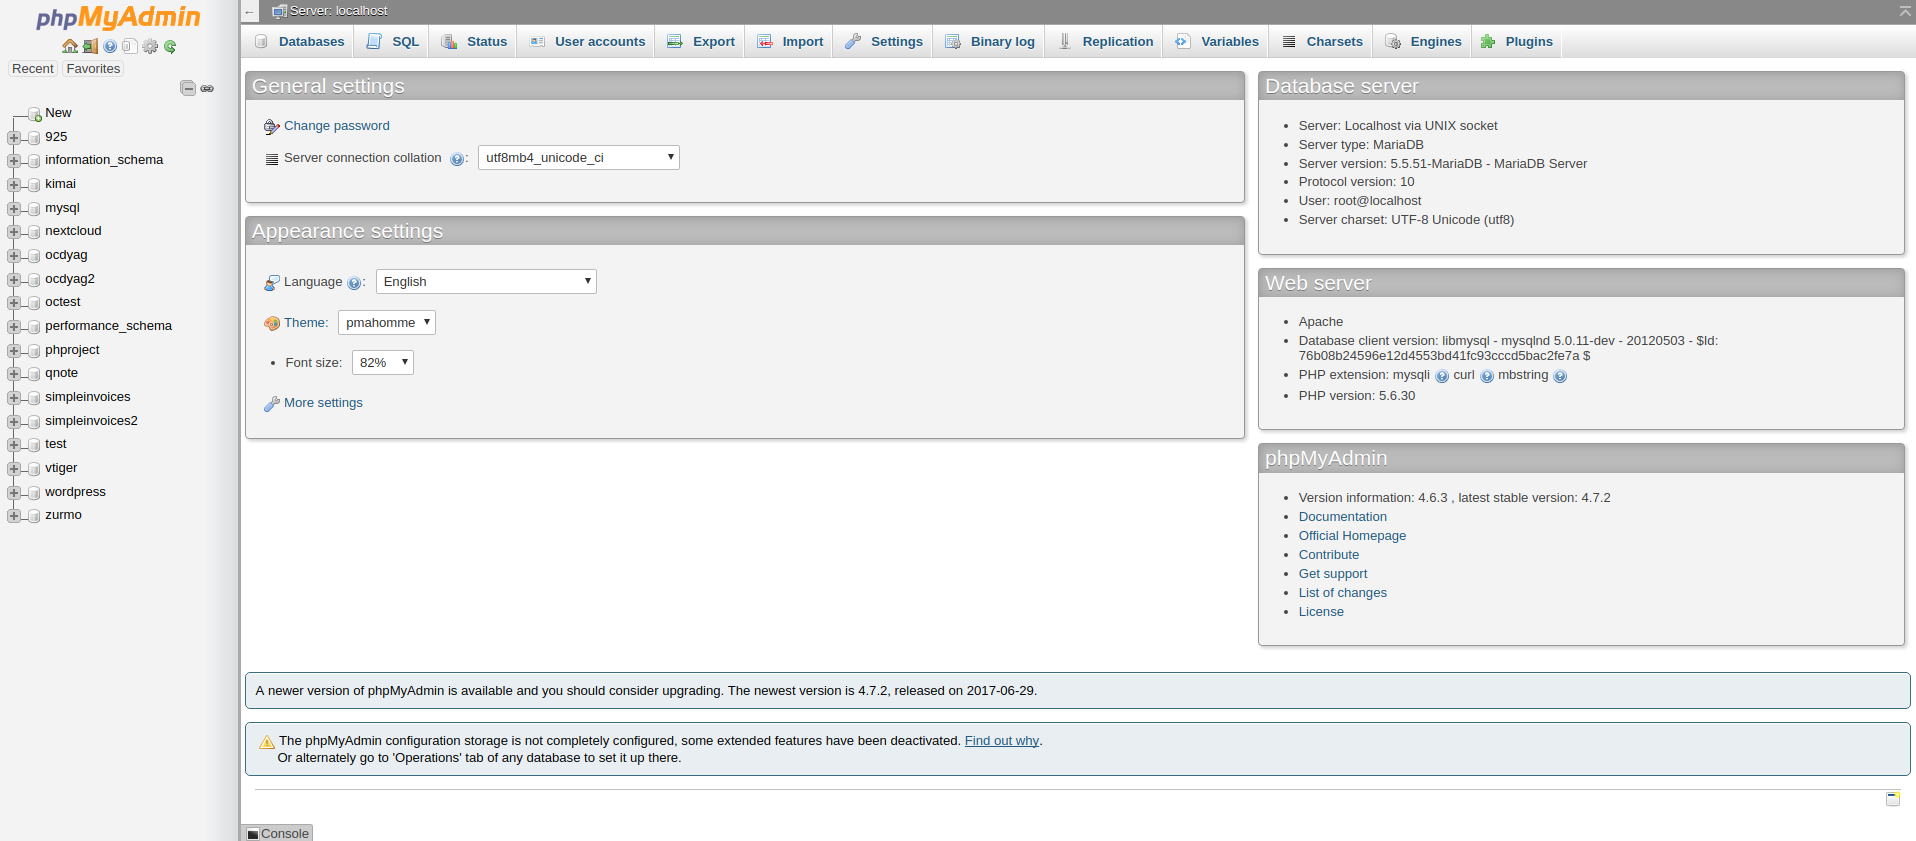 phpMyAdmin
Recent Favorites
New
925
information_schema
kimai
mysql
nextcloud
ocdyag
ocdyag2
octest
performance_schema
phproject
qnote
simpleinvoices
simpleinvoices2
test
vtiger
wordpress
zurmo
Server: localhost
Databases SQL Status User accounts Export Import Settings Binary log Replication Variables Charsets Engines Plugins
General settings
Change password
Server connection collation : utf8mb4_unicode_ci
Appearance settings
Language : English
Theme: pmahomme
• Font size: 82%
More settings
Database server
• Server: Localhost via UNIX socket
• Server type: MariaDB
• Server version: 5.5.51-MariaDB - MariaDB Server
• Protocol version: 10
• User: root@localhost
• Server charset: UTF-8 Unicode (utf8)
Web server
• Apache
• Database client version: libmysql - mysqlnd 5.0.11-dev - 20120503 - $Id:
76b08b24596e12d4553bd41fc93cccd5bac2fe7a $
• PHP extension: mysqli curl mbstring
• PHP version: 5.6.30
phpMyAdmin
• Version information: 4.6.3 , latest stable version: 4.7.2
• Documentation
• Official Homepage
• Contribute
• Get support
• List of changes
• License
A newer version of phpMyAdmin is available and you should consider upgrading. The newest version is 4.7.2, released on 2017-06-29.
The phpMyAdmin configuration storage is not completely configured, some extended features have been deactivated. Find out why.
Or alternately go to 'Operations' tab of any database to set it up there.
Console